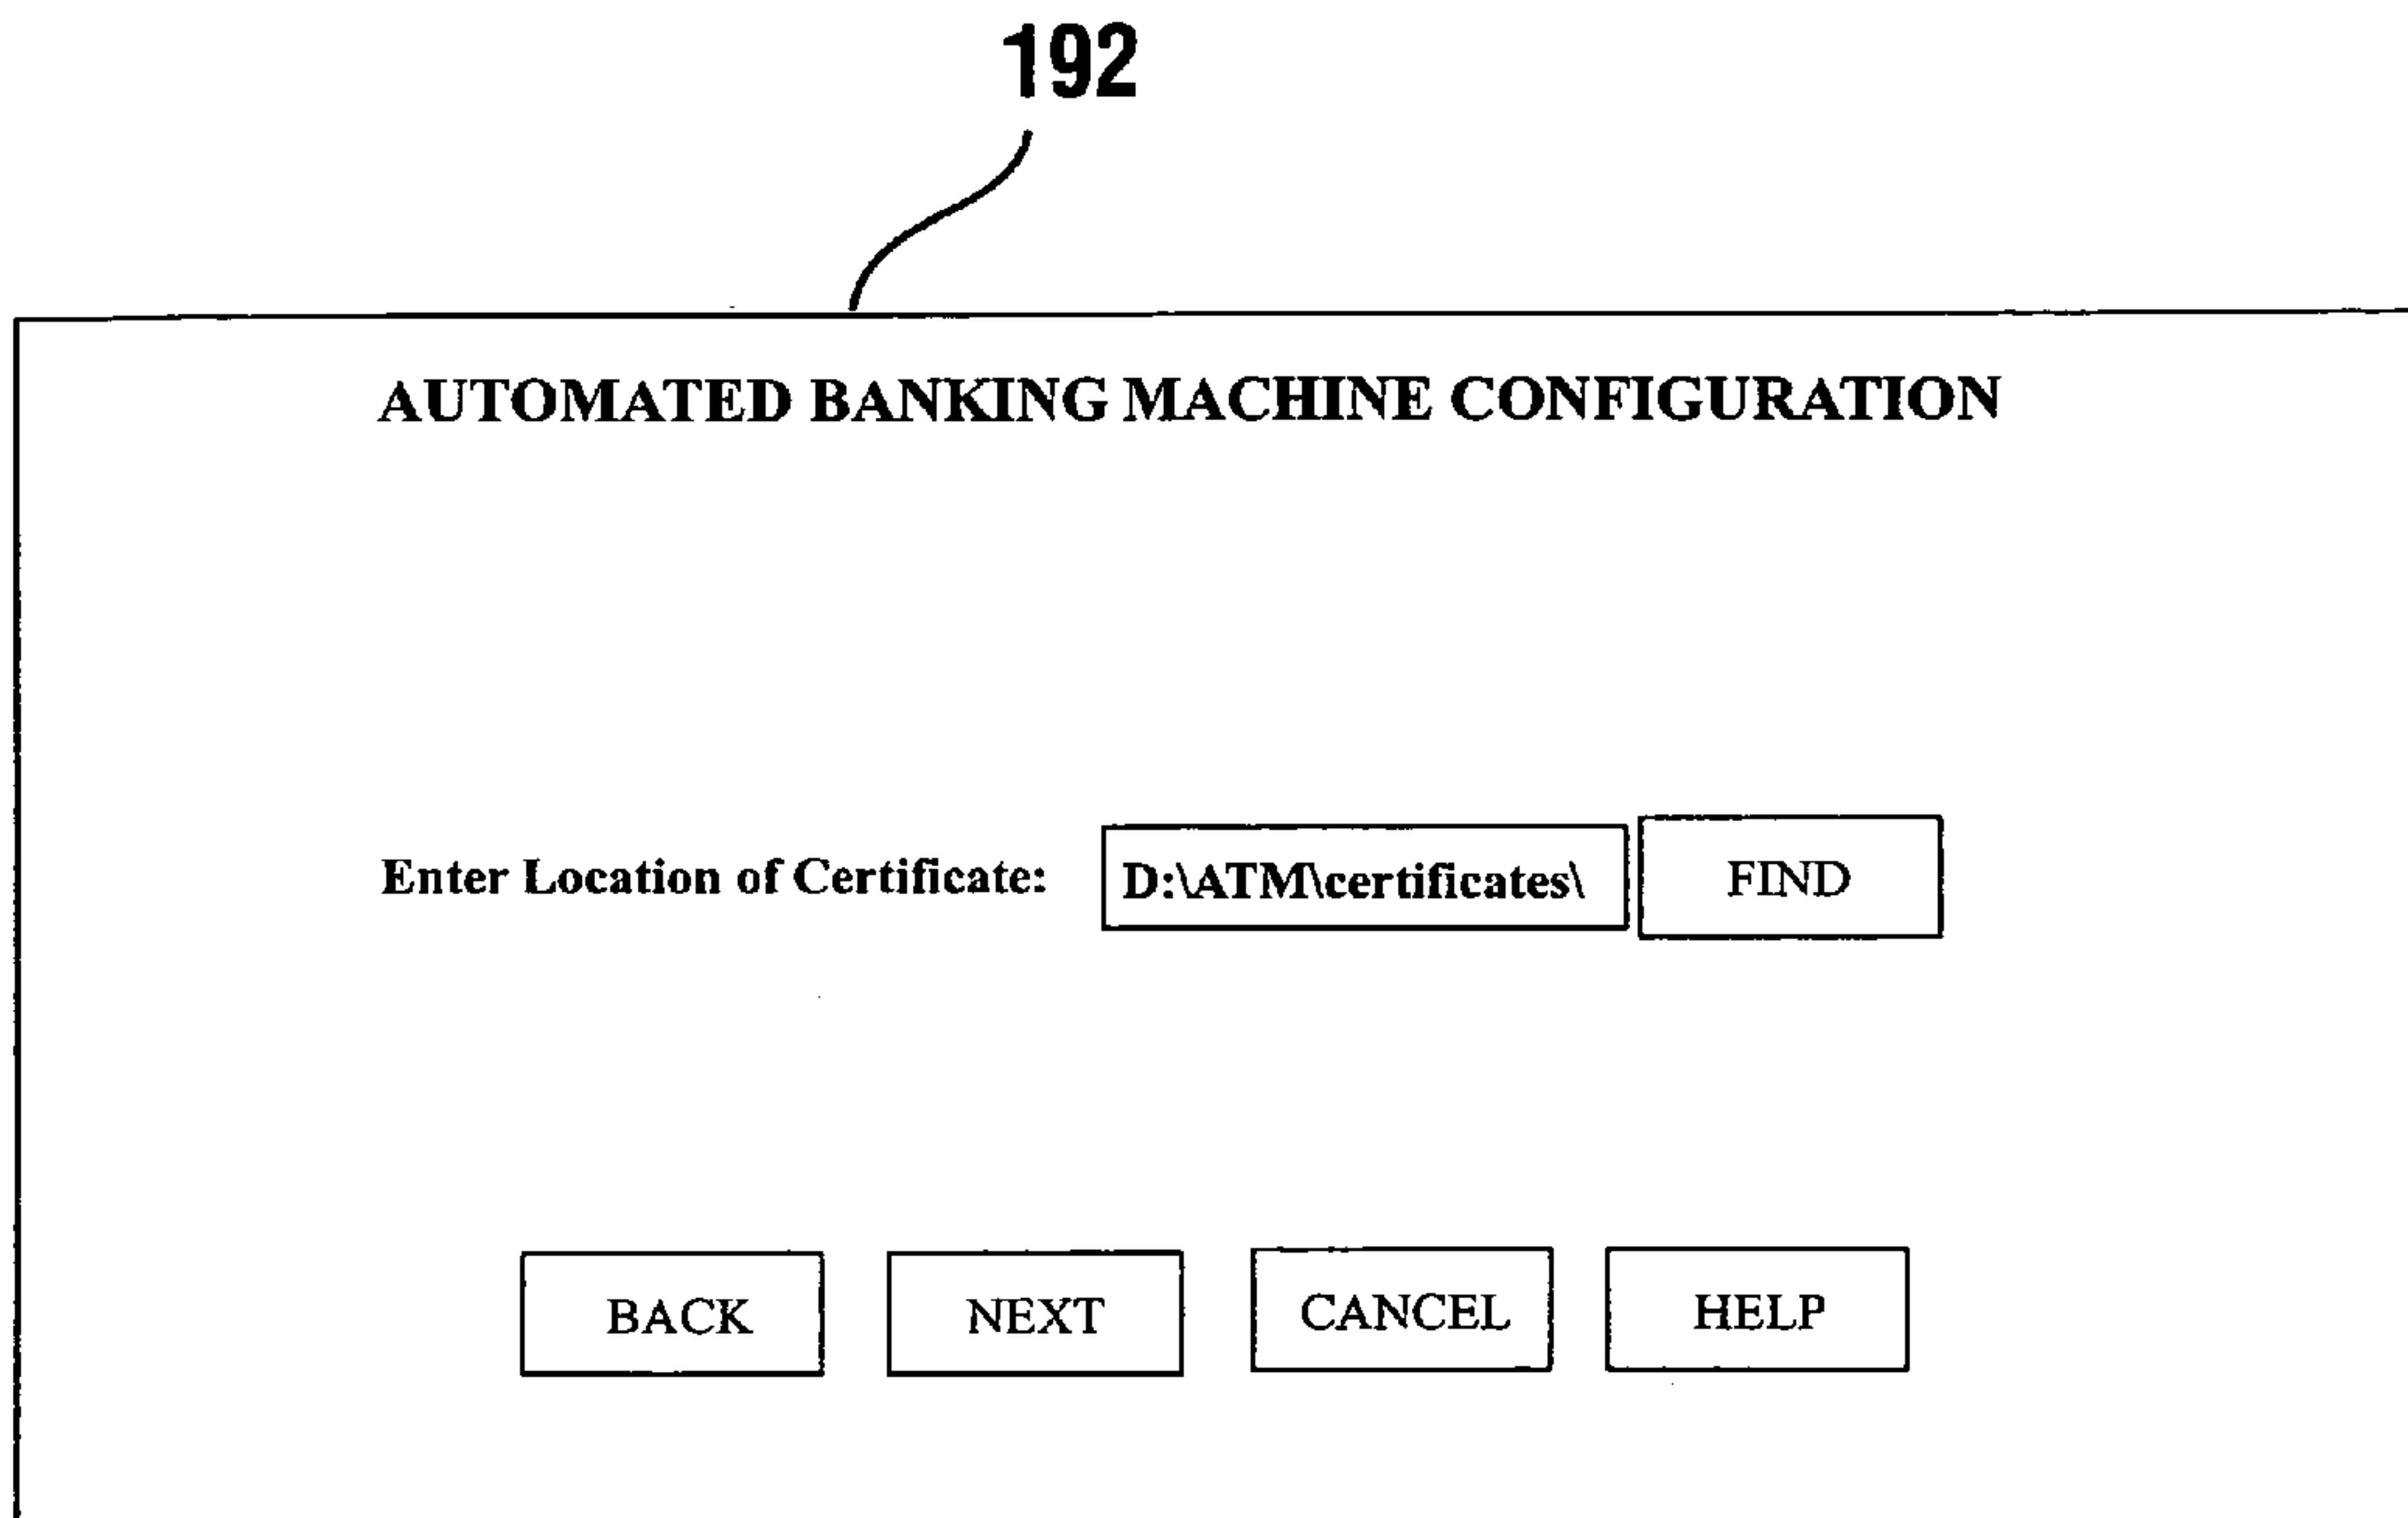 192
AUTOMATED BANKING MACHINE CONFIGURATION
Enter Location of Certificate: D:\ATM\certificates\ FIND
BACK NEXT CANCEL HELP